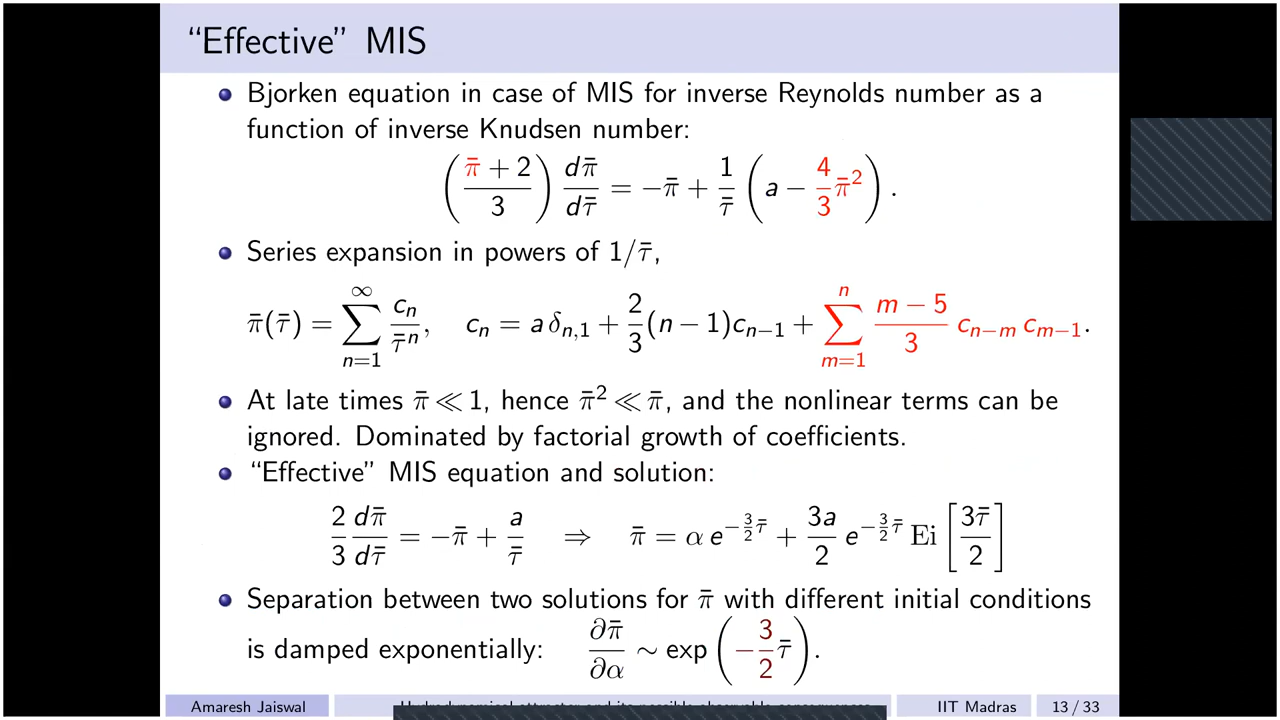 “Effective” MIS
Bjorken equation in case of MIS for inverse Reynolds number as a
function of inverse Knudsen number:
( (π̄ + 2) / 3 ) dπ̄/dτ̄ = −π̄ + 1/τ̄ ( a − 4/3 π̄² ) .
Series expansion in powers of 1/τ̄,
π̄(τ̄) = ∑_{n=1}^{∞} c_n/τ̄^n, c_n = a δ_{n,1} + 2/3 (n − 1)c_{n−1} + ∑_{m=1}^{n} (m − 5)/3 c_{n−m} c_{m−1}.
At late times π̄ ≪ 1, hence π̄² ≪ π̄, and the nonlinear terms can be
ignored. Dominated by factorial growth of coefficients.
“Effective” MIS equation and solution:
2/3 dπ̄/dτ̄ = −π̄ + a/τ̄ ⇒ π̄ = α e^{−3/2 τ̄} + 3a/2 e^{−3/2 τ̄} Ei [ 3τ̄/2 ]
Separation between two solutions for π̄ with different initial conditions
is damped exponentially: ∂π̄/∂α ∼ exp ( −3/2 τ̄ ) .
Amaresh Jaiswal
IIT Madras
13 / 33